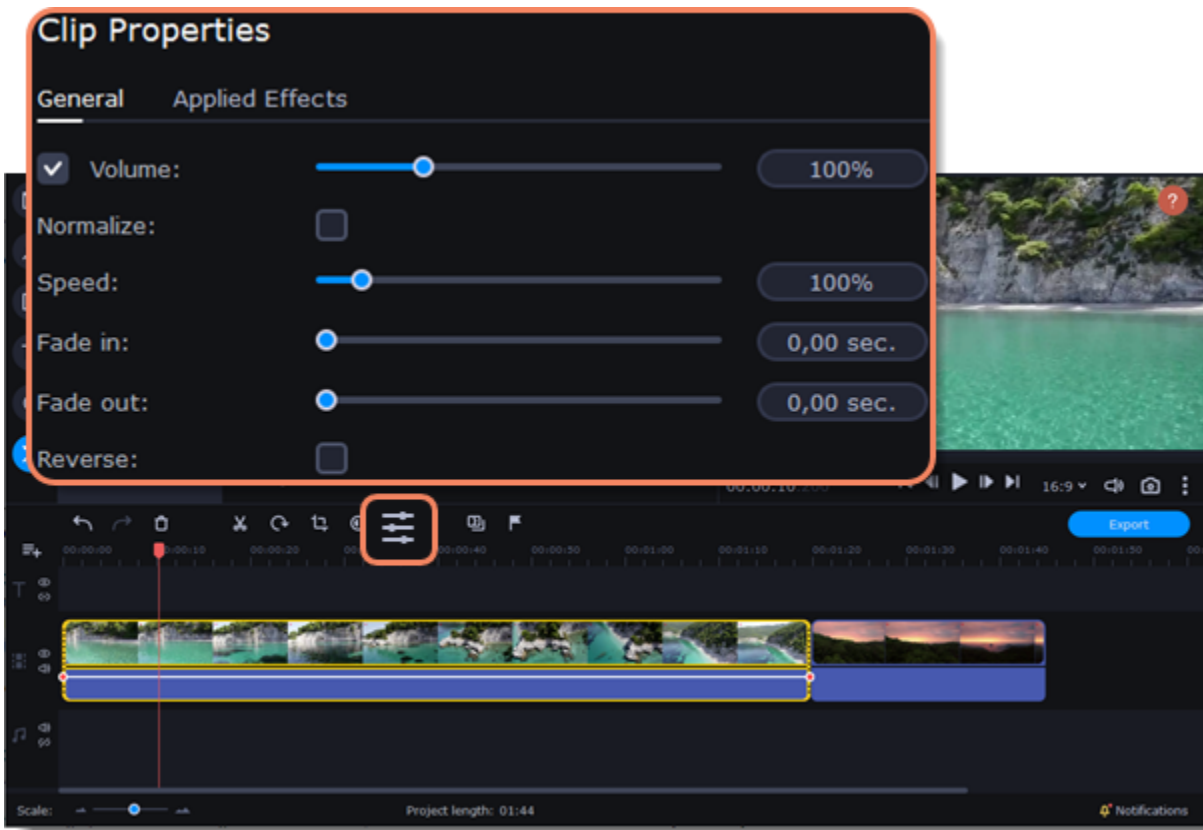 Clip Properties
General Applied Effects
Volume: 100%
Normalize:
Speed: 100%
Fade in: 0,00 sec.
Fade out: 0,00 sec.
Reverse:
?
16:9
Export
00:00:00 00:00:10 00:00:20 00:00:40 00:00:50 00:01:00 00:01:10 00:01:20 00:01:30 00:01:40 00:01:50
T
Scale: Project length: 01:44 Notifications